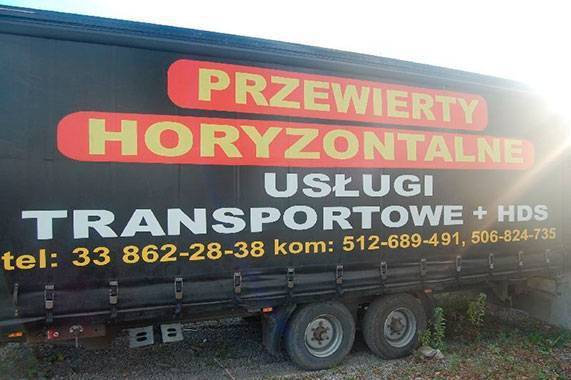 PRZEWIERTY
HORYZONTALNE
USŁUGI
TRANSPORTOWE + HDS
tel: 33 862-28-38 kom: 512-689-491, 506-824-735